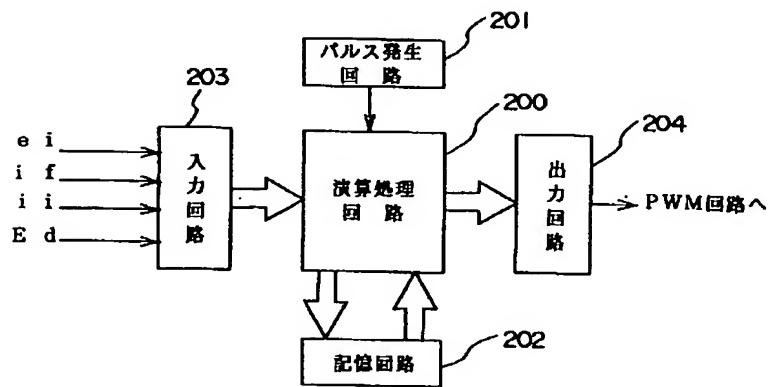 201
パルス発生
回 路
203
200
204
e i
i f
i i
E d
入力回路
演算処理
回 路
出力回路
PWM回路へ
記憶回路
202